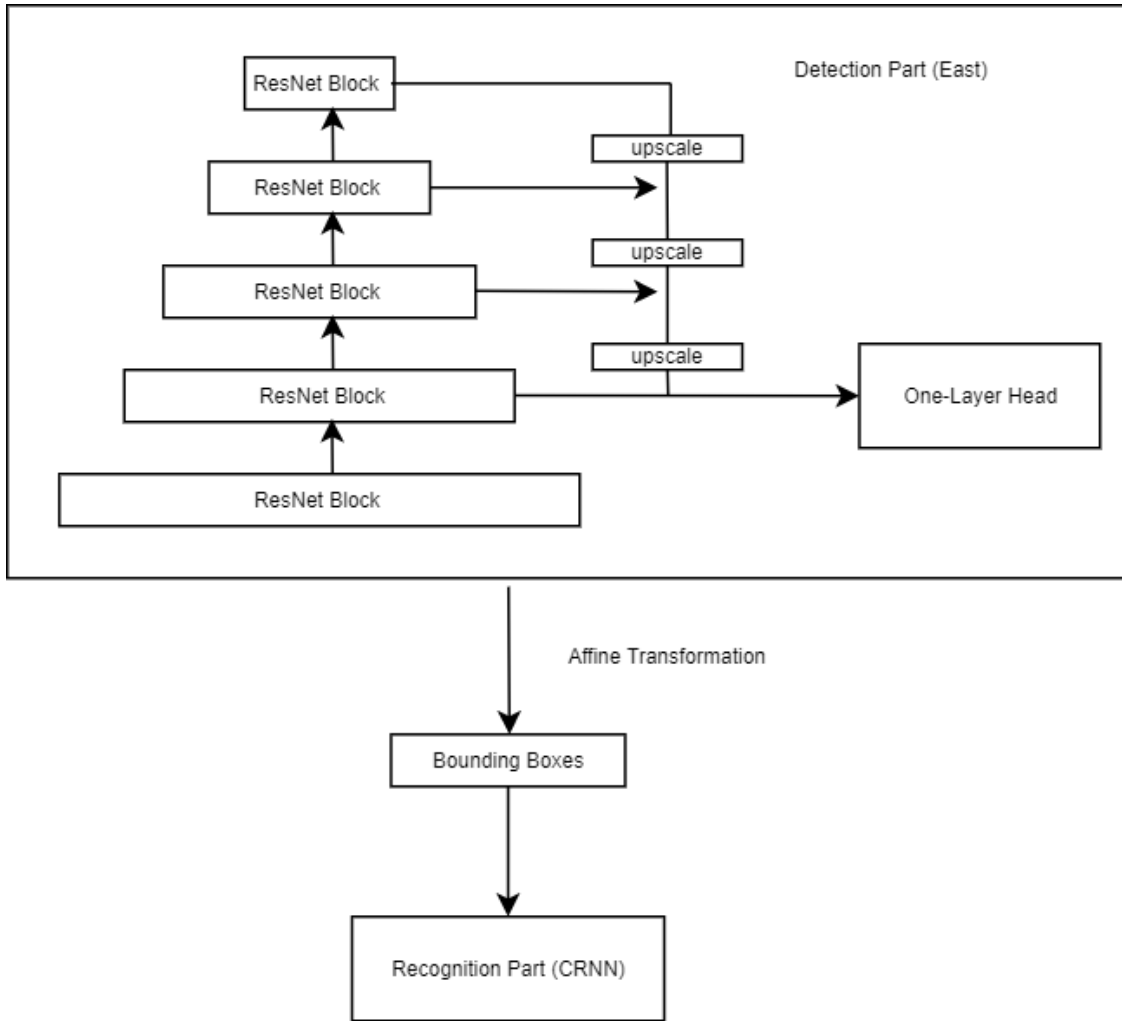 ResNet Block
Detection Part (East)
upscale
ResNet Block
upscale
ResNet Block
upscale
ResNet Block
One-Layer Head
ResNet Block
Affine Transformation
Bounding Boxes
Recognition Part (CRNN)